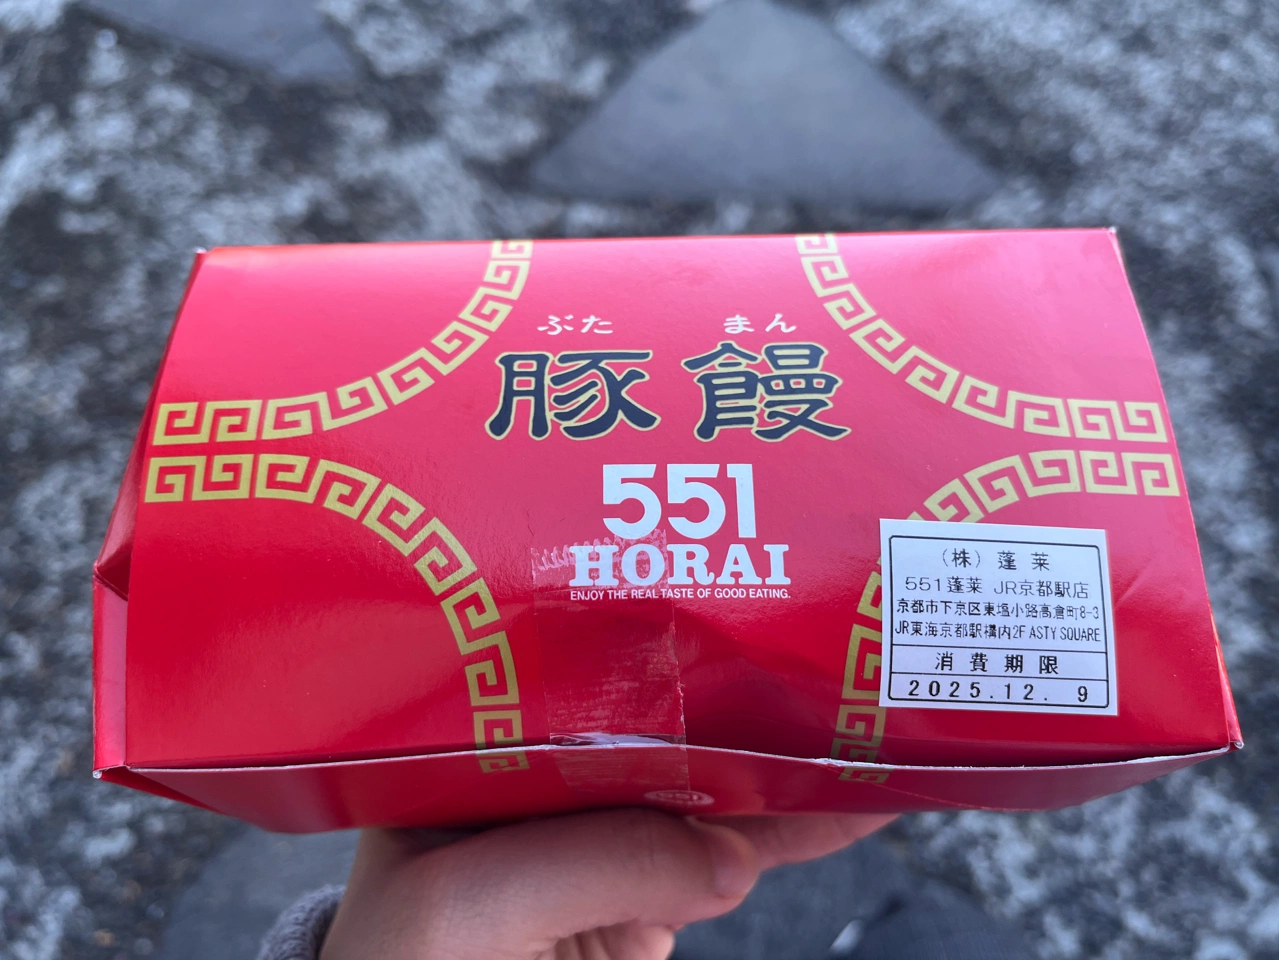 ぶたまん
豚饅
551
HORAI
ENJOY THE REAL TASTE OF GOOD EATING.
(株) 蓬莱
551蓬莱 JR京都駅店
京都市下京区東塩小路高倉町8-3
JR東海京都駅構内2F ASTY SQUARE
消費期限
2025.12. 9
551